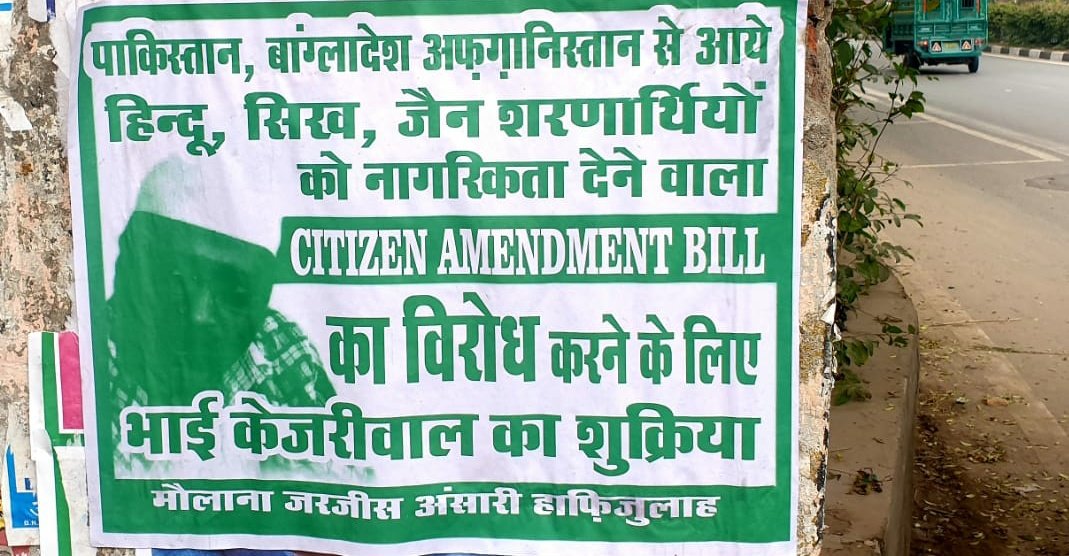 पाकिस्तान, बांग्लादेश अफ़ग़ानिस्तान से आये
हिन्दू, सिख, जैन शरणार्थियों
को नागरिकता देने वाला
CITIZEN AMENDMENT BILL
का विरोध करने के लिए
भाई केजरीवाल का शुक्रिया
मौलाना जरजीस अंसारी हाफि़जुलाह